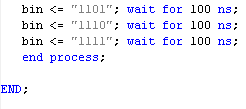 bin <= "1101"; wait for 100 ns;
bin <= "1110"; wait for 100 ns;
bin <= "1111"; wait for 100 ns;
end process;
END;